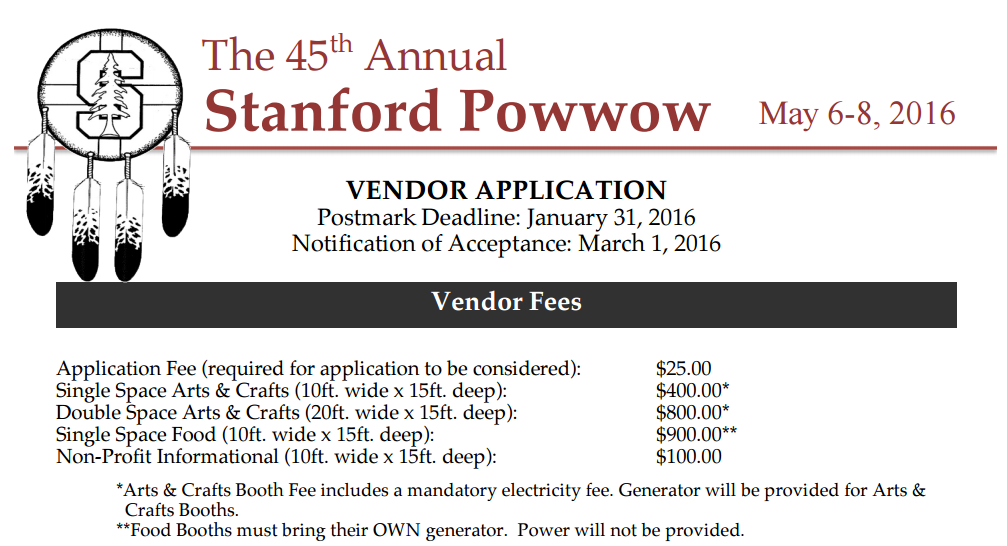 The 45th Annual
Stanford Powwow
May 6-8, 2016
S
VENDOR APPLICATION
Postmark Deadline: January 31, 2016
Notification of Acceptance: March 1, 2016
Vendor Fees
Application Fee (required for application to be considered): $25.00
Single Space Arts & Crafts (10ft. wide x 15ft. deep): $400.00*
Double Space Arts & Crafts (20ft. wide x 15ft. deep): $800.00*
Single Space Food (10ft. wide x 15ft. deep): $900.00**
Non-Profit Informational (10ft. wide x 15ft. deep): $100.00
*Arts & Crafts Booth Fee includes a mandatory electricity fee. Generator will be provided for Arts &
Crafts Booths.
**Food Booths must bring their OWN generator.  Power will not be provided.